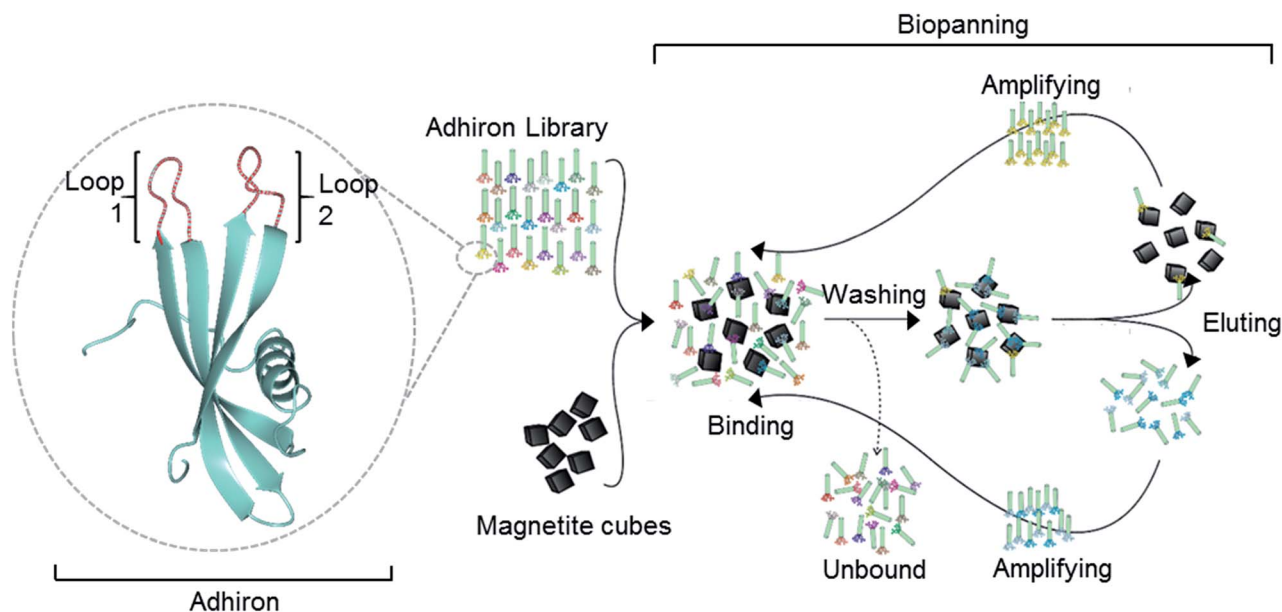 Biopanning
Amplifying
Adhiron Library
Loop
1
Loop
2
Washing
Eluting
Binding
Magnetite cubes
Unbound
Amplifying
Adhiron